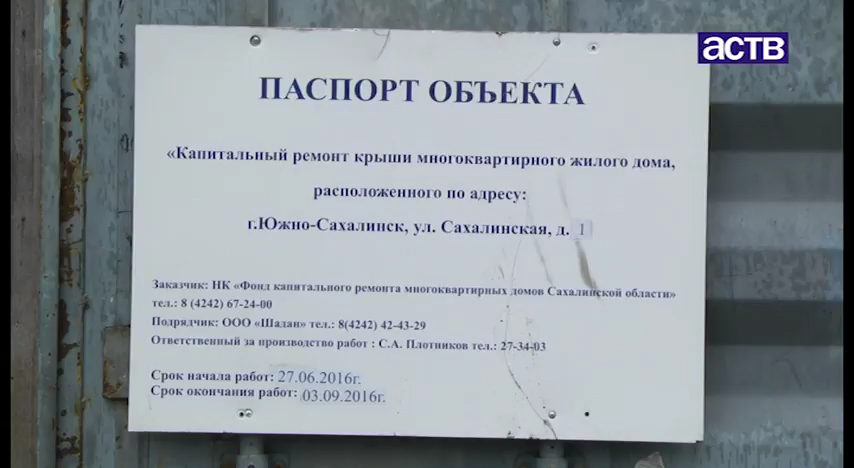 аств
ПАСПОРТ ОБЪЕКТА
«Капитальный ремонт крыши многоквартирного жилого дома,
расположенного по адресу:
г.Южно-Сахалинск, ул. Сахалинская, д. 1
Заказчик: НК «Фонд капитального ремонта многоквартирных домов Сахалинской области»
тел.: 8 (4242) 67-24-00
Подрядчик: ООО «Шадан» тел.: 8(4242) 42-43-29
Ответственный за производство работ : С.А. Плотников тел.: 27-34-03
Срок начала работ: 27.06.2016г.
Срок окончания работ: 03.09.2016г.